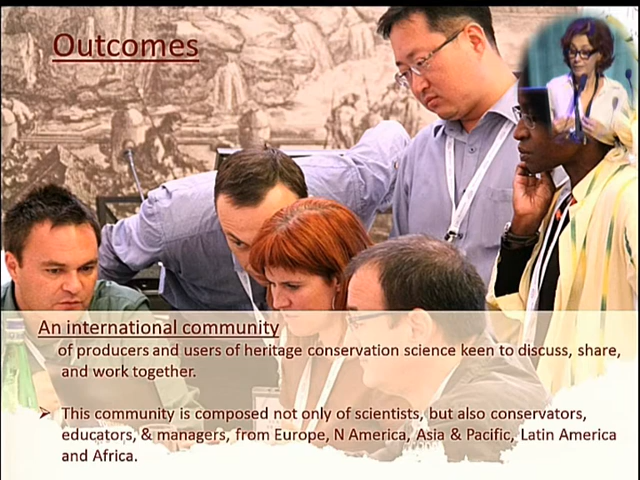 Outcomes
An international community
of producers and users of heritage conservation science keen to discuss, share,
and work together.
➢ This community is composed not only of scientists, but also conservators,
educators, & managers, from Europe, N America, Asia & Pacific, Latin America
and Africa.